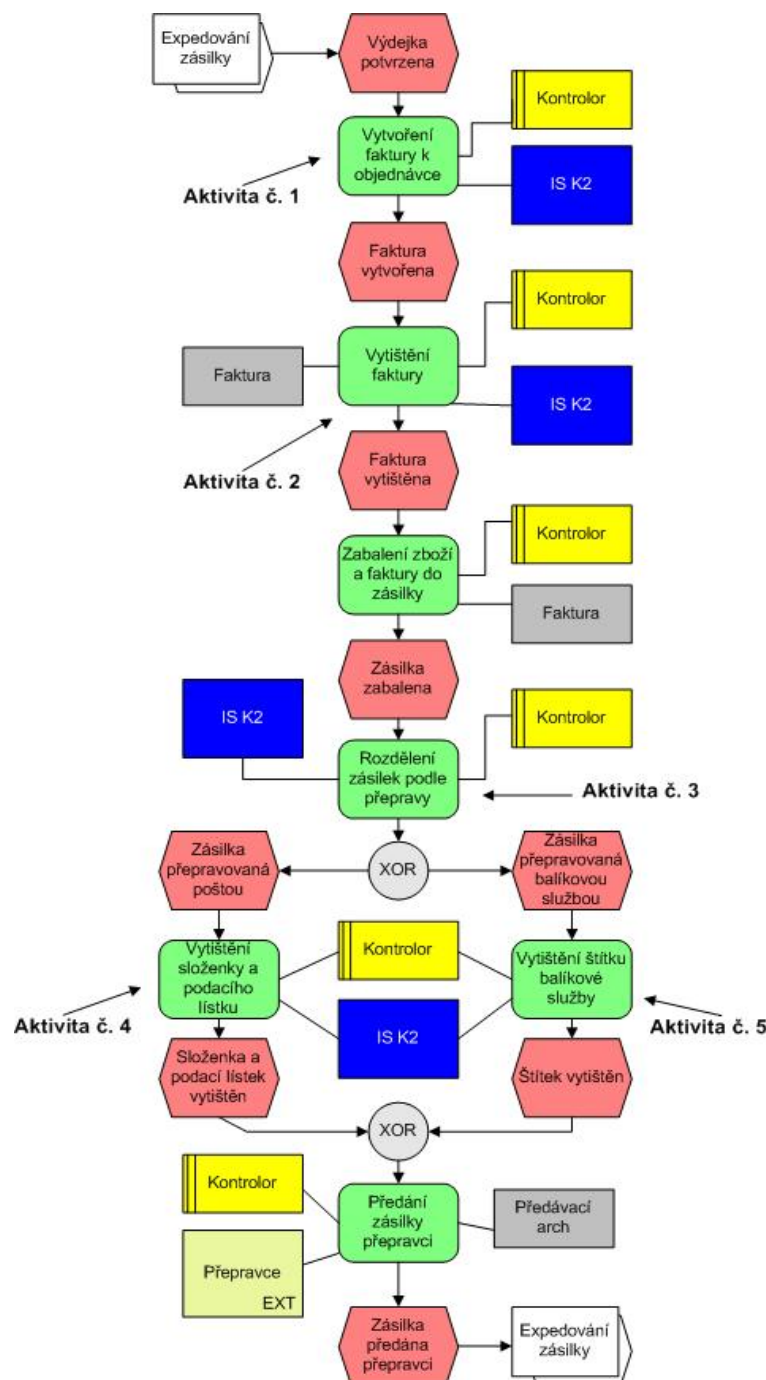 Expedování
zásilky
Výdejka
potvrzena
Kontrolor
Vytvoření
faktury k
objednávce
IS K2
Aktivita č. 1
Faktura
vytvořena
Kontrolor
Vytištění
faktury
Faktura
IS K2
Aktivita č. 2
Faktura
vytištěna
Kontrolor
Zabalení zboží
a faktury do
zásilky
Faktura
Zásilka
zabalena
IS K2
Kontrolor
Rozdělení
zásilek podle
přepravy
Aktivita č. 3
XOR
Zásilka
přepravovaná
poštou
Zásilka
přepravovaná
balíkovou
službou
Vytištění
složenky a
podacího
lístku
Kontrolor
Vytištění štítku
balíkové
služby
Aktivita č. 4
IS K2
Aktivita č. 5
Složenka a
podací lístek
vytištěn
Štítek vytištěn
XOR
Kontrolor
Předání
zásilky
přepravci
Předávací
arch
Přepravce
EXT
Zásilka
předána
přepravci
Expedování
zásilky